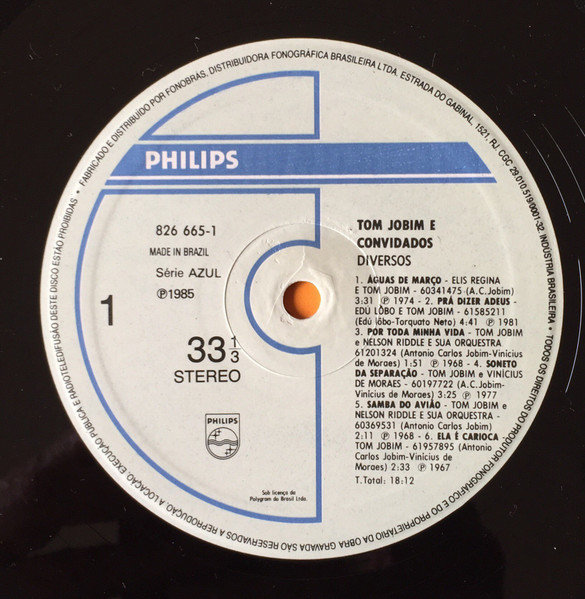 • FABRICADO E DISTRIBUÍDO POR FONOBRAS, DISTRIBUIDORA FONOGRÁFICA BRASILEIRA LTDA. ESTRADA DO GABINAL, 1521, RJ. CGC 29.010.519/0001-32. INDÚSTRIA BRASILEIRA • TODOS OS DIREITOS DO PRODUTOR FONOGRÁFICO E DO PROPRIETÁRIO DA OBRA GRAVADA SÃO RESERVADOS A REPRODUÇÃO, A LOCAÇÃO, EXECUÇÃO PÚBLICA E RADIOTELEDIFUSÃO DESTE DISCO ESTÃO PROIBIDAS
PHILIPS
826 665-1
MADE IN BRAZIL
Série AZUL
℗1985
1
33 1/3
STEREO
PHILIPS
Sob licença da
Polygram do Brasil Ltda.
TOM JOBIM E
CONVIDADOS
DIVERSOS
1. ÁGUAS DE MARÇO - ELIS REGINA
E TOM JOBIM - 60341475 (A.C.Jobim)
3:31 ℗ 1974 - 2. PRÁ DIZER ADEUS -
EDU LÔBO E TOM JOBIM - 61585211
(Edú lôbo-Torquato Neto) 4:41 ℗ 1981
3. POR TODA MINHA VIDA - TOM JOBIM
e NELSON RIDDLE E SUA ORQUESTRA
61201324 (Antonio Carlos Jobim-Vinícius
de Moraes) 1:51 ℗ 1968 - 4. SONETO
DA SEPARAÇÃO - TOM JOBIM e VINÍCIUS
DE MORAES - 60197722 (A.C.Jobim-
Vinícius de Moraes) 3:25 ℗ 1977
5. SAMBA DO AVIÃO - TOM JOBIM e
NELSON RIDDLE E SUA ORQUESTRA -
60369531 (Antonio Carlos Jobim)
2:11 ℗ 1968 - 6. ELA É CARIOCA -
TOM JOBIM - 61957895 (Antonio
Carlos Jobim-Vinícius de
Moraes) 2:33 ℗ 1967
T.Total: 18:12